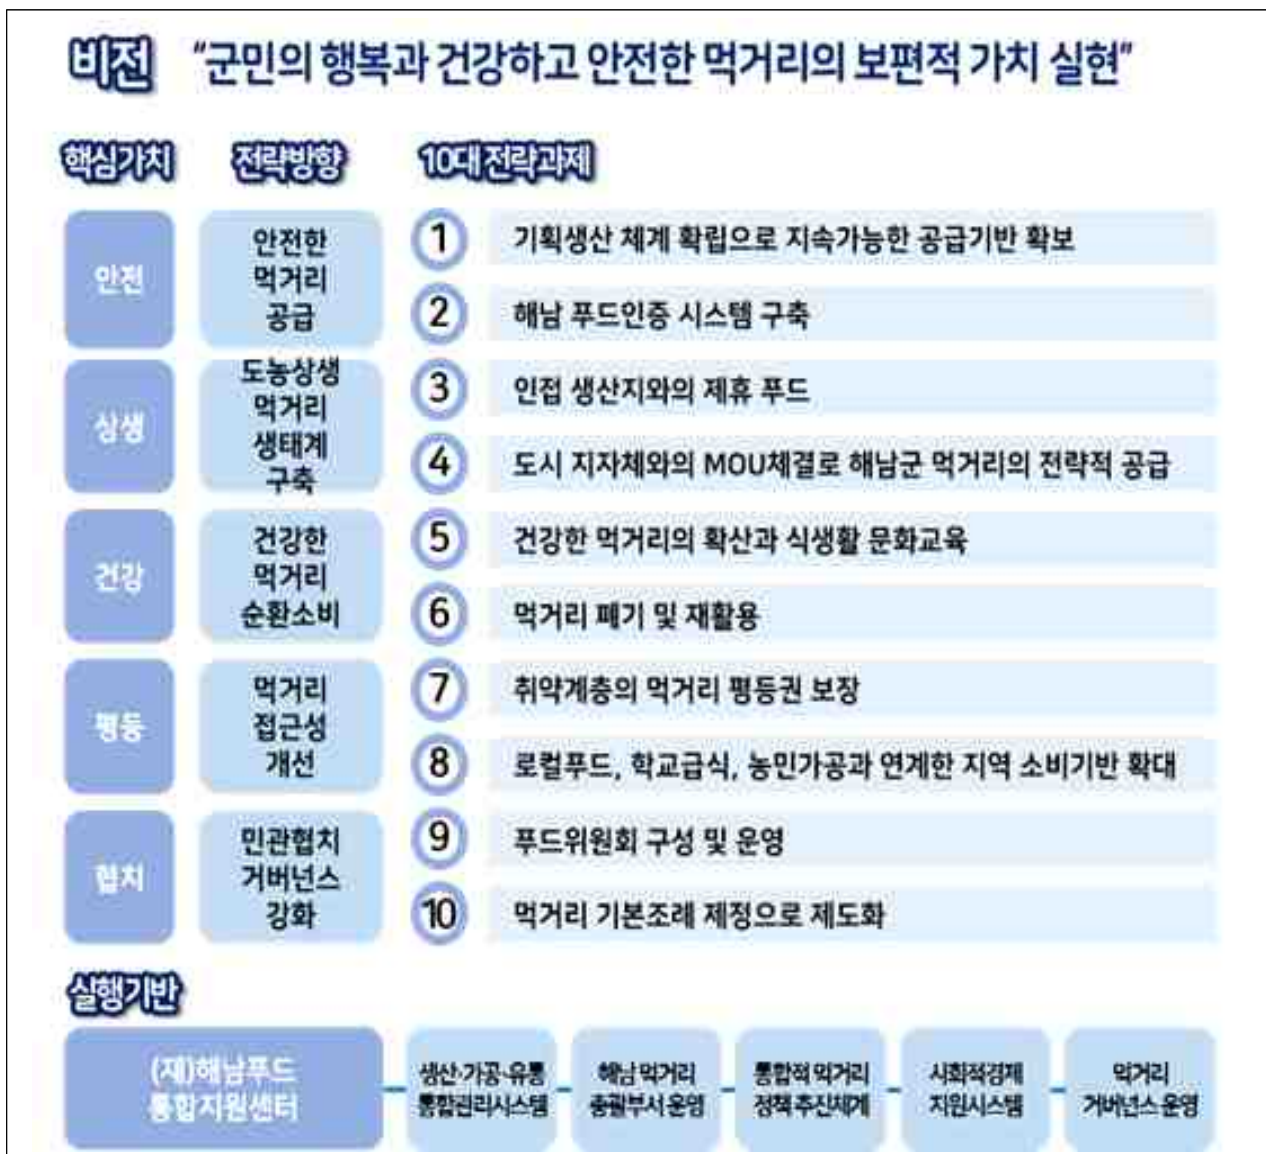 비전 “군민의 행복과 건강하고 안전한 먹거리의 보편적 가치 실현”
핵심가치 전략방향 10대 전략과제
안전
안전한
먹거리
공급
1 기획생산 체계 확립으로 지속가능한 공급기반 확보
2 해남 푸드인증 시스템 구축
상생
도농상생
먹거리
생태계
구축
3 인접 생산지와의 제휴 푸드
4 도시 지자체와의 MOU체결로 해남군 먹거리의 전략적 공급
건강
건강한
먹거리
순환소비
5 건강한 먹거리의 확산과 식생활 문화교육
6 먹거리 폐기 및 재활용
평등
먹거리
접근성
개선
7 취약계층의 먹거리 평등권 보장
8 로컬푸드, 학교급식, 농민가공과 연계한 지역 소비기반 확대
협치
민관협치
거버넌스
강화
9 푸드위원회 구성 및 운영
10 먹거리 기본조례 제정으로 제도화
실행기반
(재)해남푸드
통합지원센터
생산·가공·유통
통합관리시스템
해남 먹거리
총괄부서 운영
통합적 먹거리
정책 추진체계
사회적경제
지원시스템
먹거리
거버넌스 운영